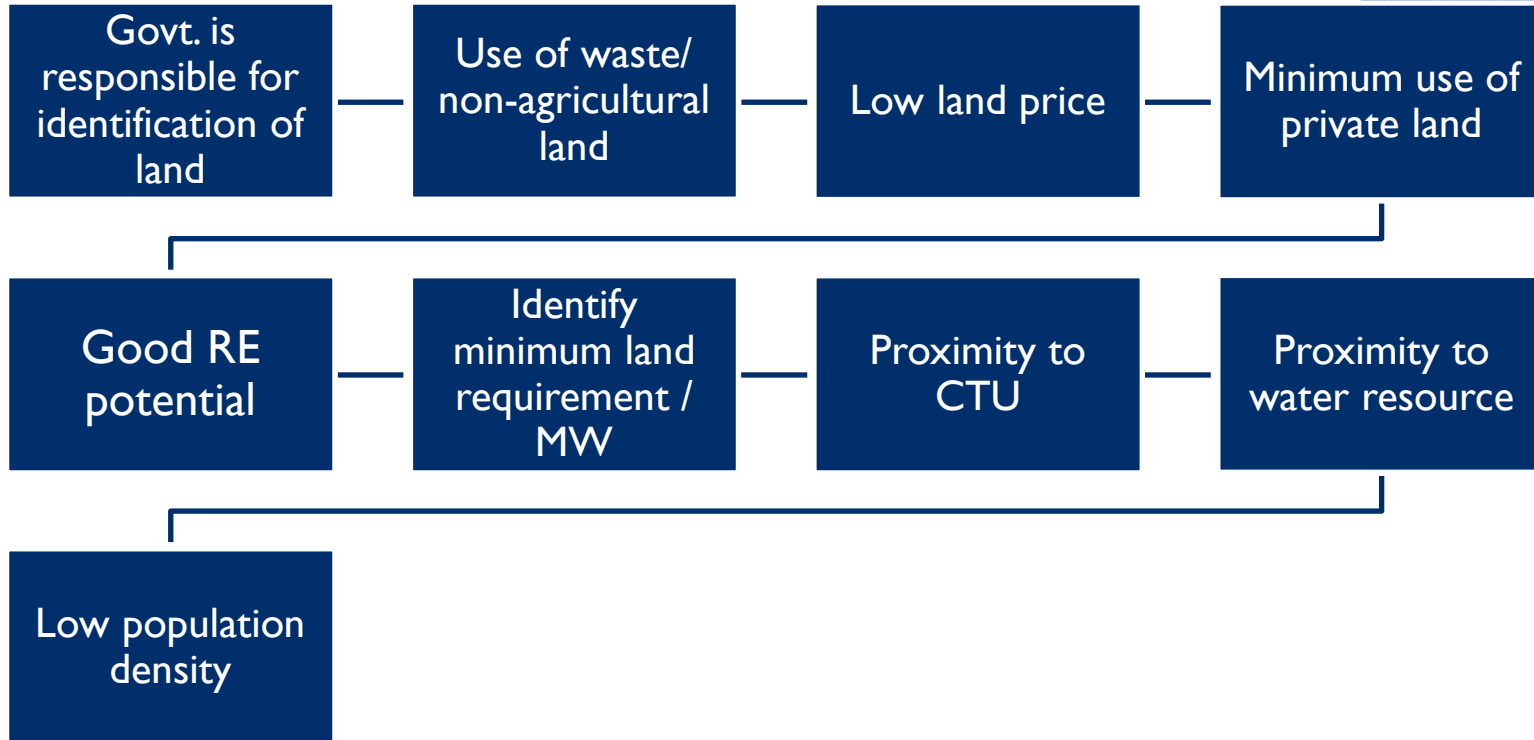 Govt. is
responsible for
identification of
land
Use of waste/
non-agricultural
land
Low land price
Minimum use of
private land
Good RE
potential
Identify
minimum land
requirement /
MW
Proximity to
CTU
Proximity to
water resource
Low population
density